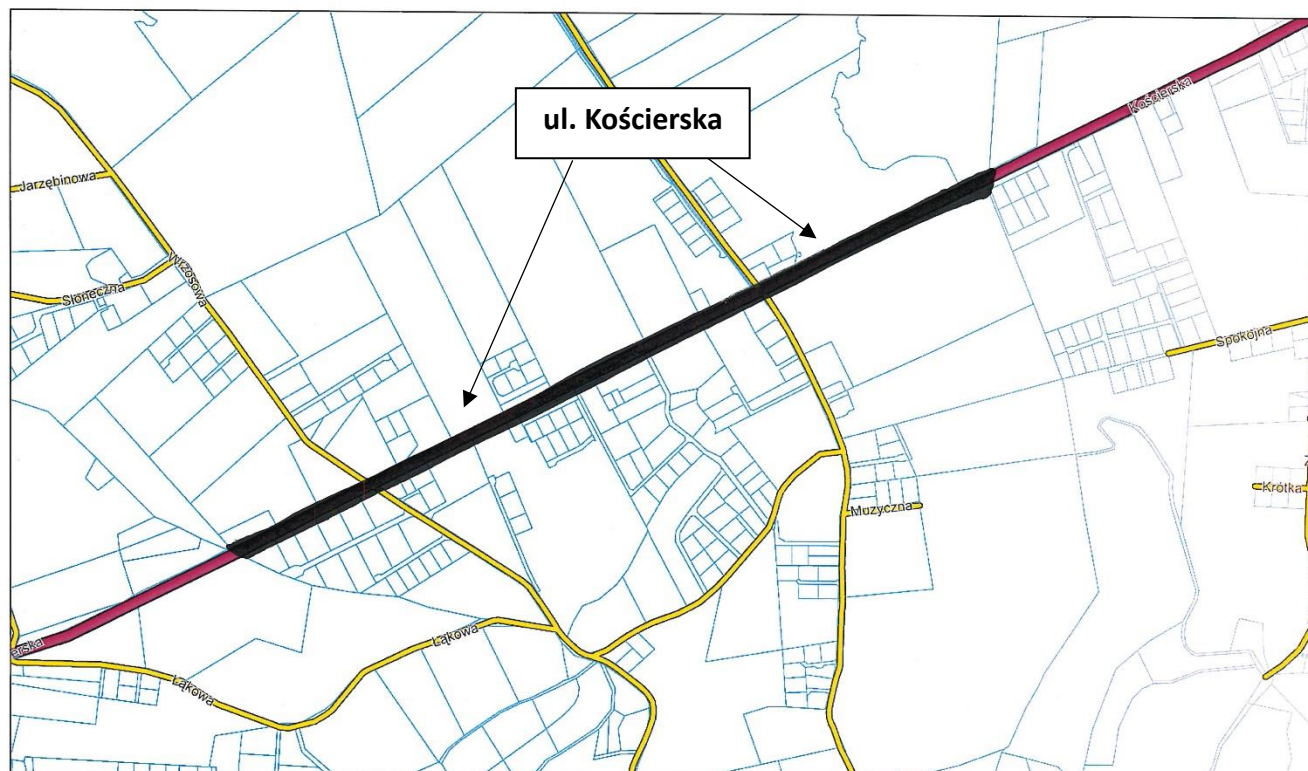 ul. Kościerska
Kościerska
Jarzębinowa
Wrzosowa
Słoneczna
Spokojna
Krótka
Muzyczna
erska
Łąkowa
Łąkowa